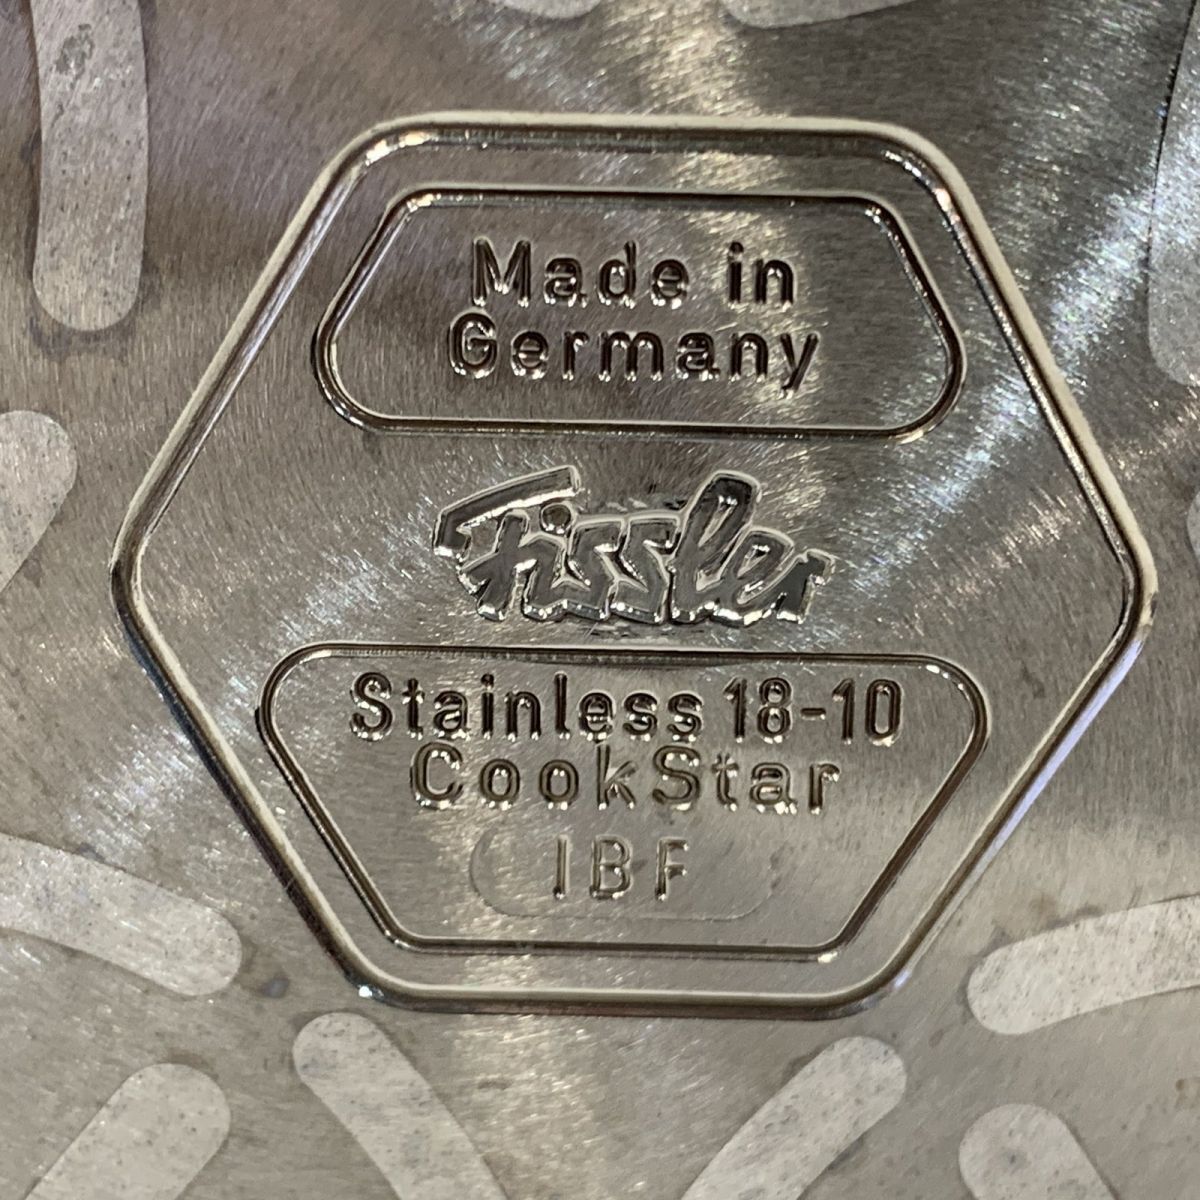 Made in
Germany
Fissler
Stainless 18-10
CookStar
IBF